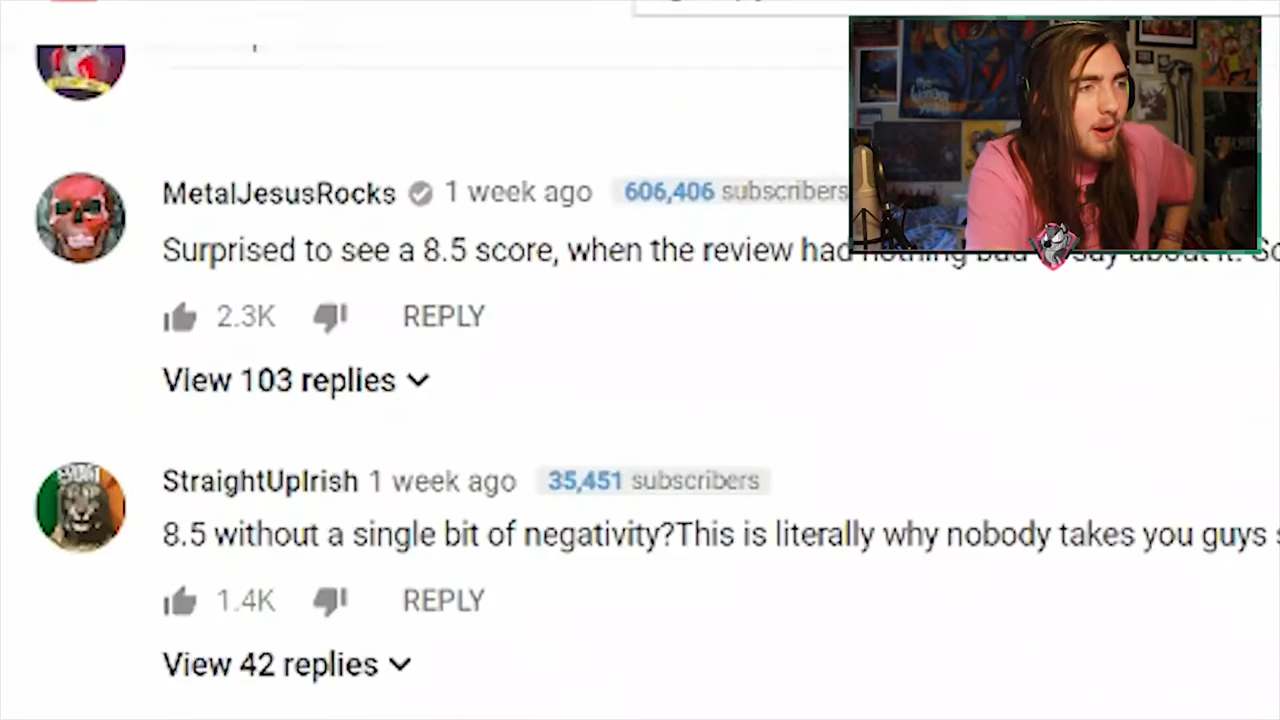 MetalJesusRocks 1 week ago 606,406 subscribers
Surprised to see a 8.5 score, when the review had nothing bad say about it.
2.3K REPLY
View 103 replies
StraightUpIrish 1 week ago 35,451 subscribers
8.5 without a single bit of negativity?This is literally why nobody takes you guys
1.4K REPLY
View 42 replies